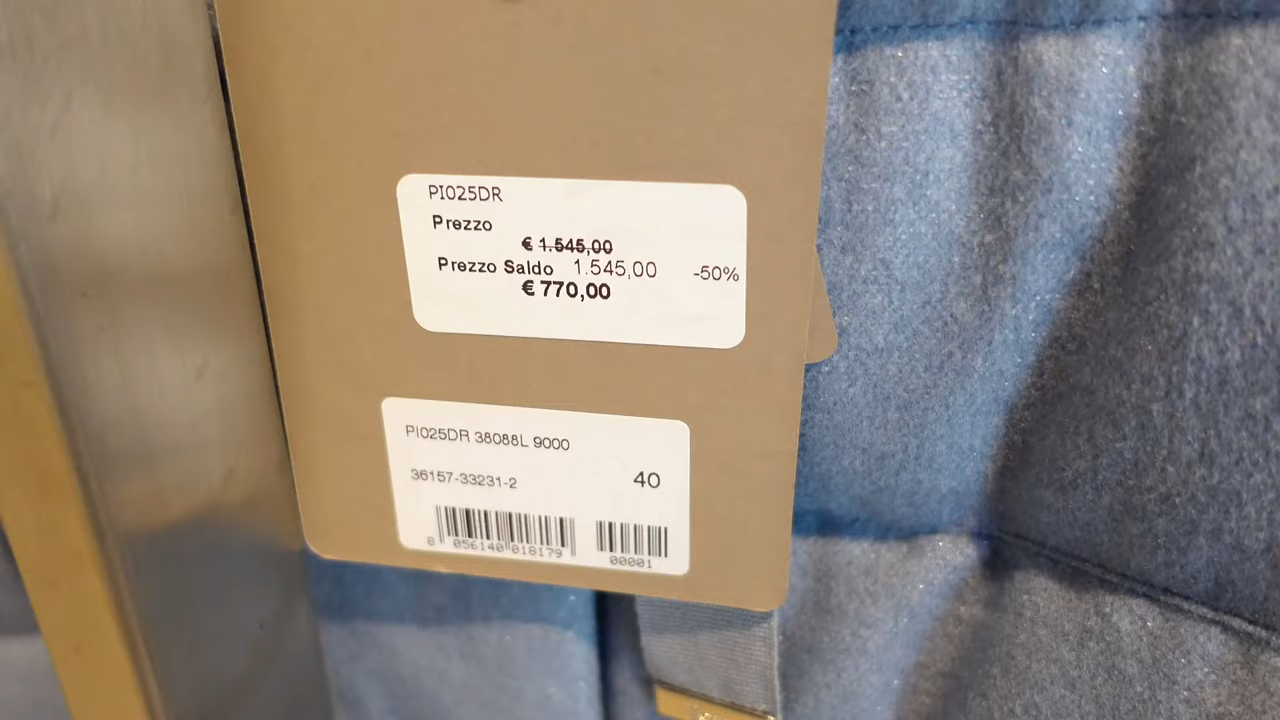 PI025DR
Prezzo
€ 1.545,00
Prezzo Saldo 1.545,00 -50%
€ 770,00
PI025DR 38088L 9000
36157-33231-2 40
8 056140 018179 00001